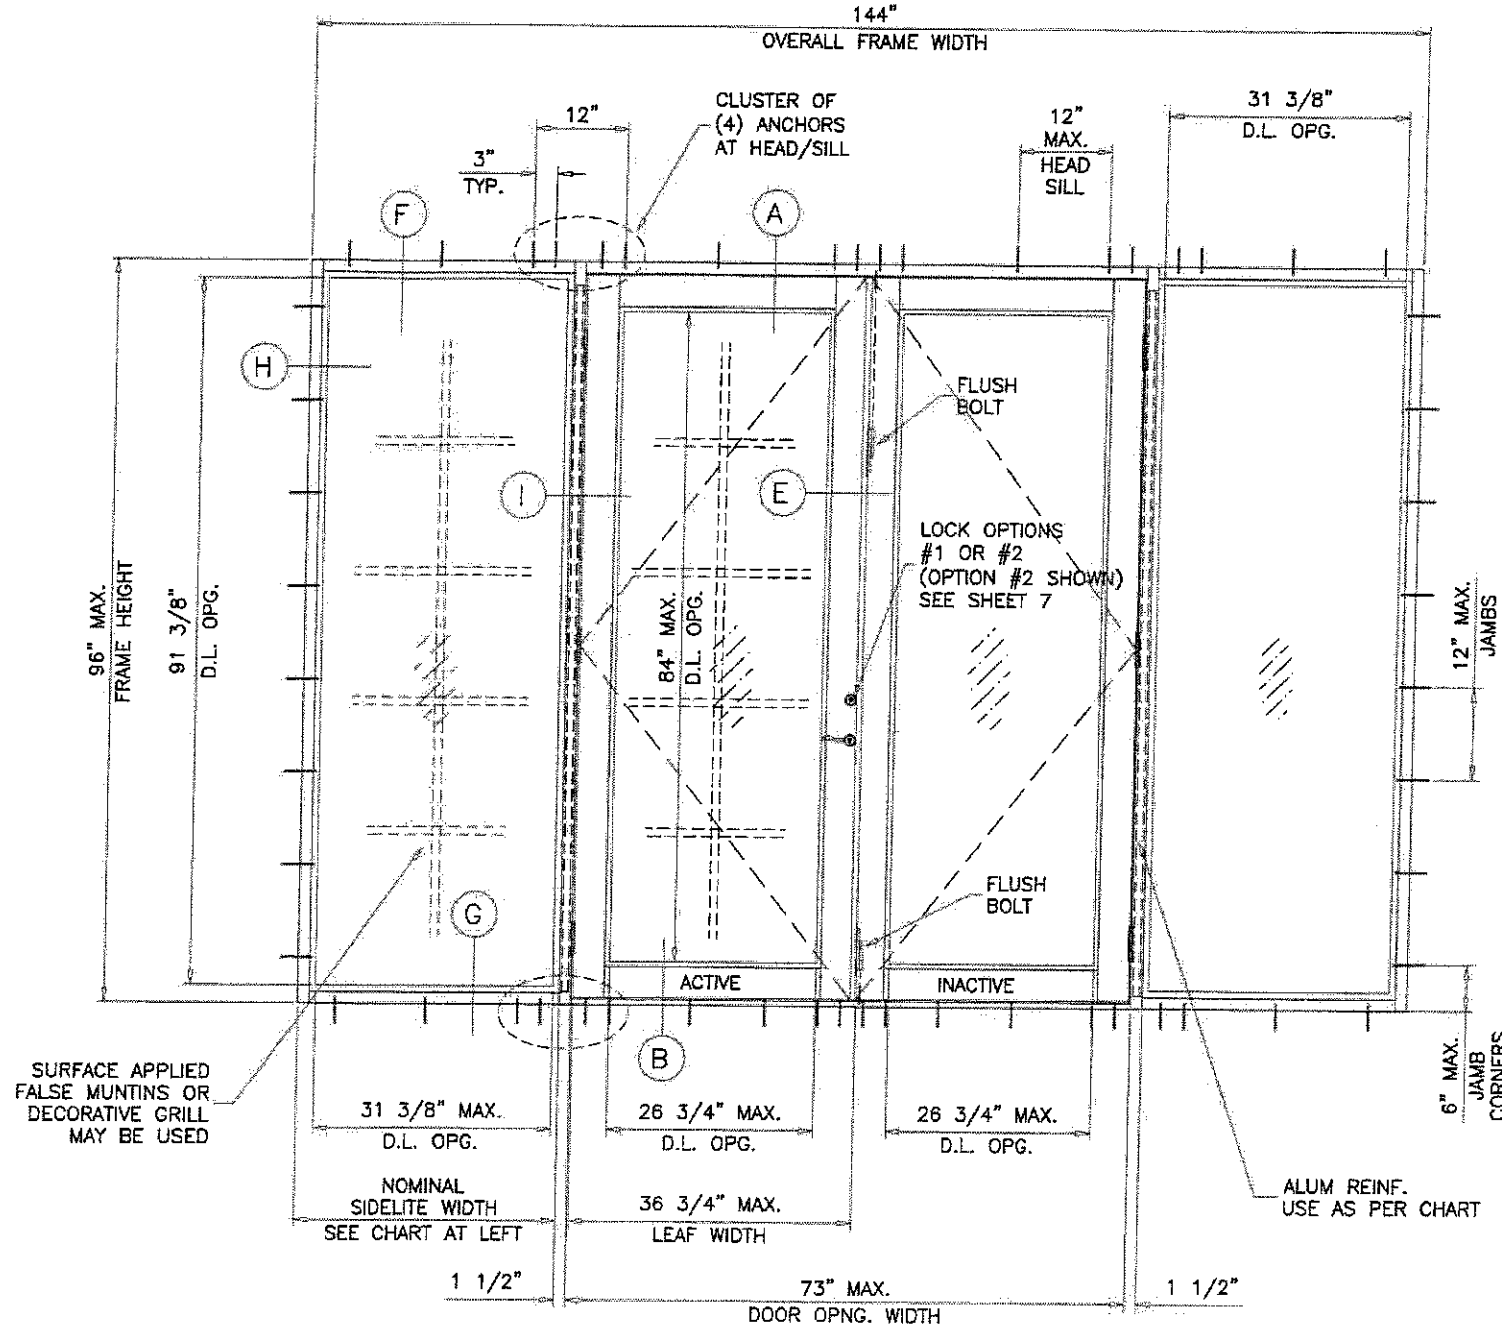 144"
OVERALL FRAME WIDTH
CLUSTER OF
(4) ANCHORS
AT HEAD/SILL
12"
3"
TYP.
12"
MAX.
HEAD
SILL
31 3/8"
D.L. OPG.
F
A
H
FLUSH
BOLT
I
E
LOCK OPTIONS
#1 OR #2
(OPTION #2 SHOWN)
SEE SHEET 7
96" MAX.
FRAME HEIGHT
91 3/8"
D.L. OPG.
84" MAX.
D.L. OPG.
12" MAX.
JAMBS
FLUSH
BOLT
G
ACTIVE
INACTIVE
B
SURFACE APPLIED
FALSE MUNTINS OR
DECORATIVE GRILL
MAY BE USED
31 3/8" MAX.
D.L. OPG.
26 3/4" MAX.
D.L. OPG.
26 3/4" MAX.
D.L. OPG.
6" MAX.
JAMB
CORNERS
NOMINAL
SIDELITE WIDTH
SEE CHART AT LEFT
36 3/4" MAX.
LEAF WIDTH
ALUM REINF.
USE AS PER CHART
1 1/2"
73" MAX.
DOOR OPNG. WIDTH
1 1/2"